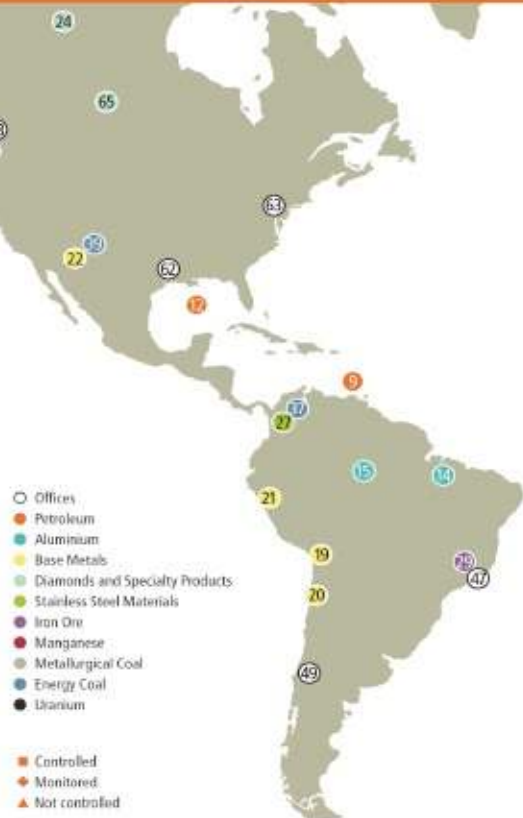 24
65
63
39
22
62
12
9
37
27
15
14
21
19
20
47
49
Offices
Petroleum
Aluminium
Base Metals
Diamonds and Specialty Products
Stainless Steel Materials
Iron Ore
Manganese
Metallurgical Coal
Energy Coal
Uranium
Controlled
Monitored
Not controlled